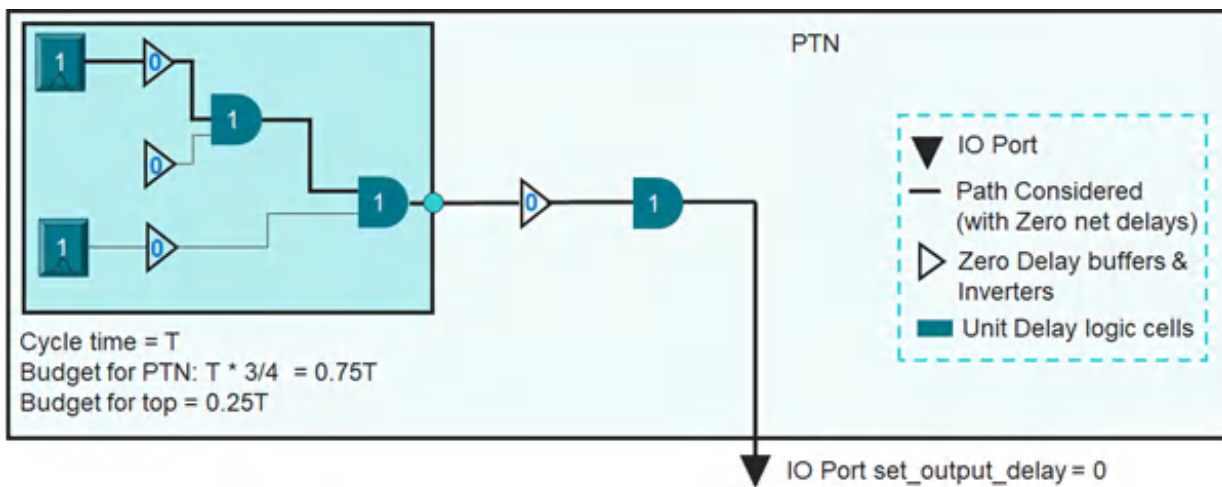 PTN
1
0
1
0
1
0
1
1
0
IO Port
Path Considered
(with Zero net delays)
Zero Delay buffers &
Inverters
Unit Delay logic cells
Cycle time = T
Budget for PTN: T * 3/4 = 0.75T
Budget for top = 0.25T
IO Port set_output_delay = 0